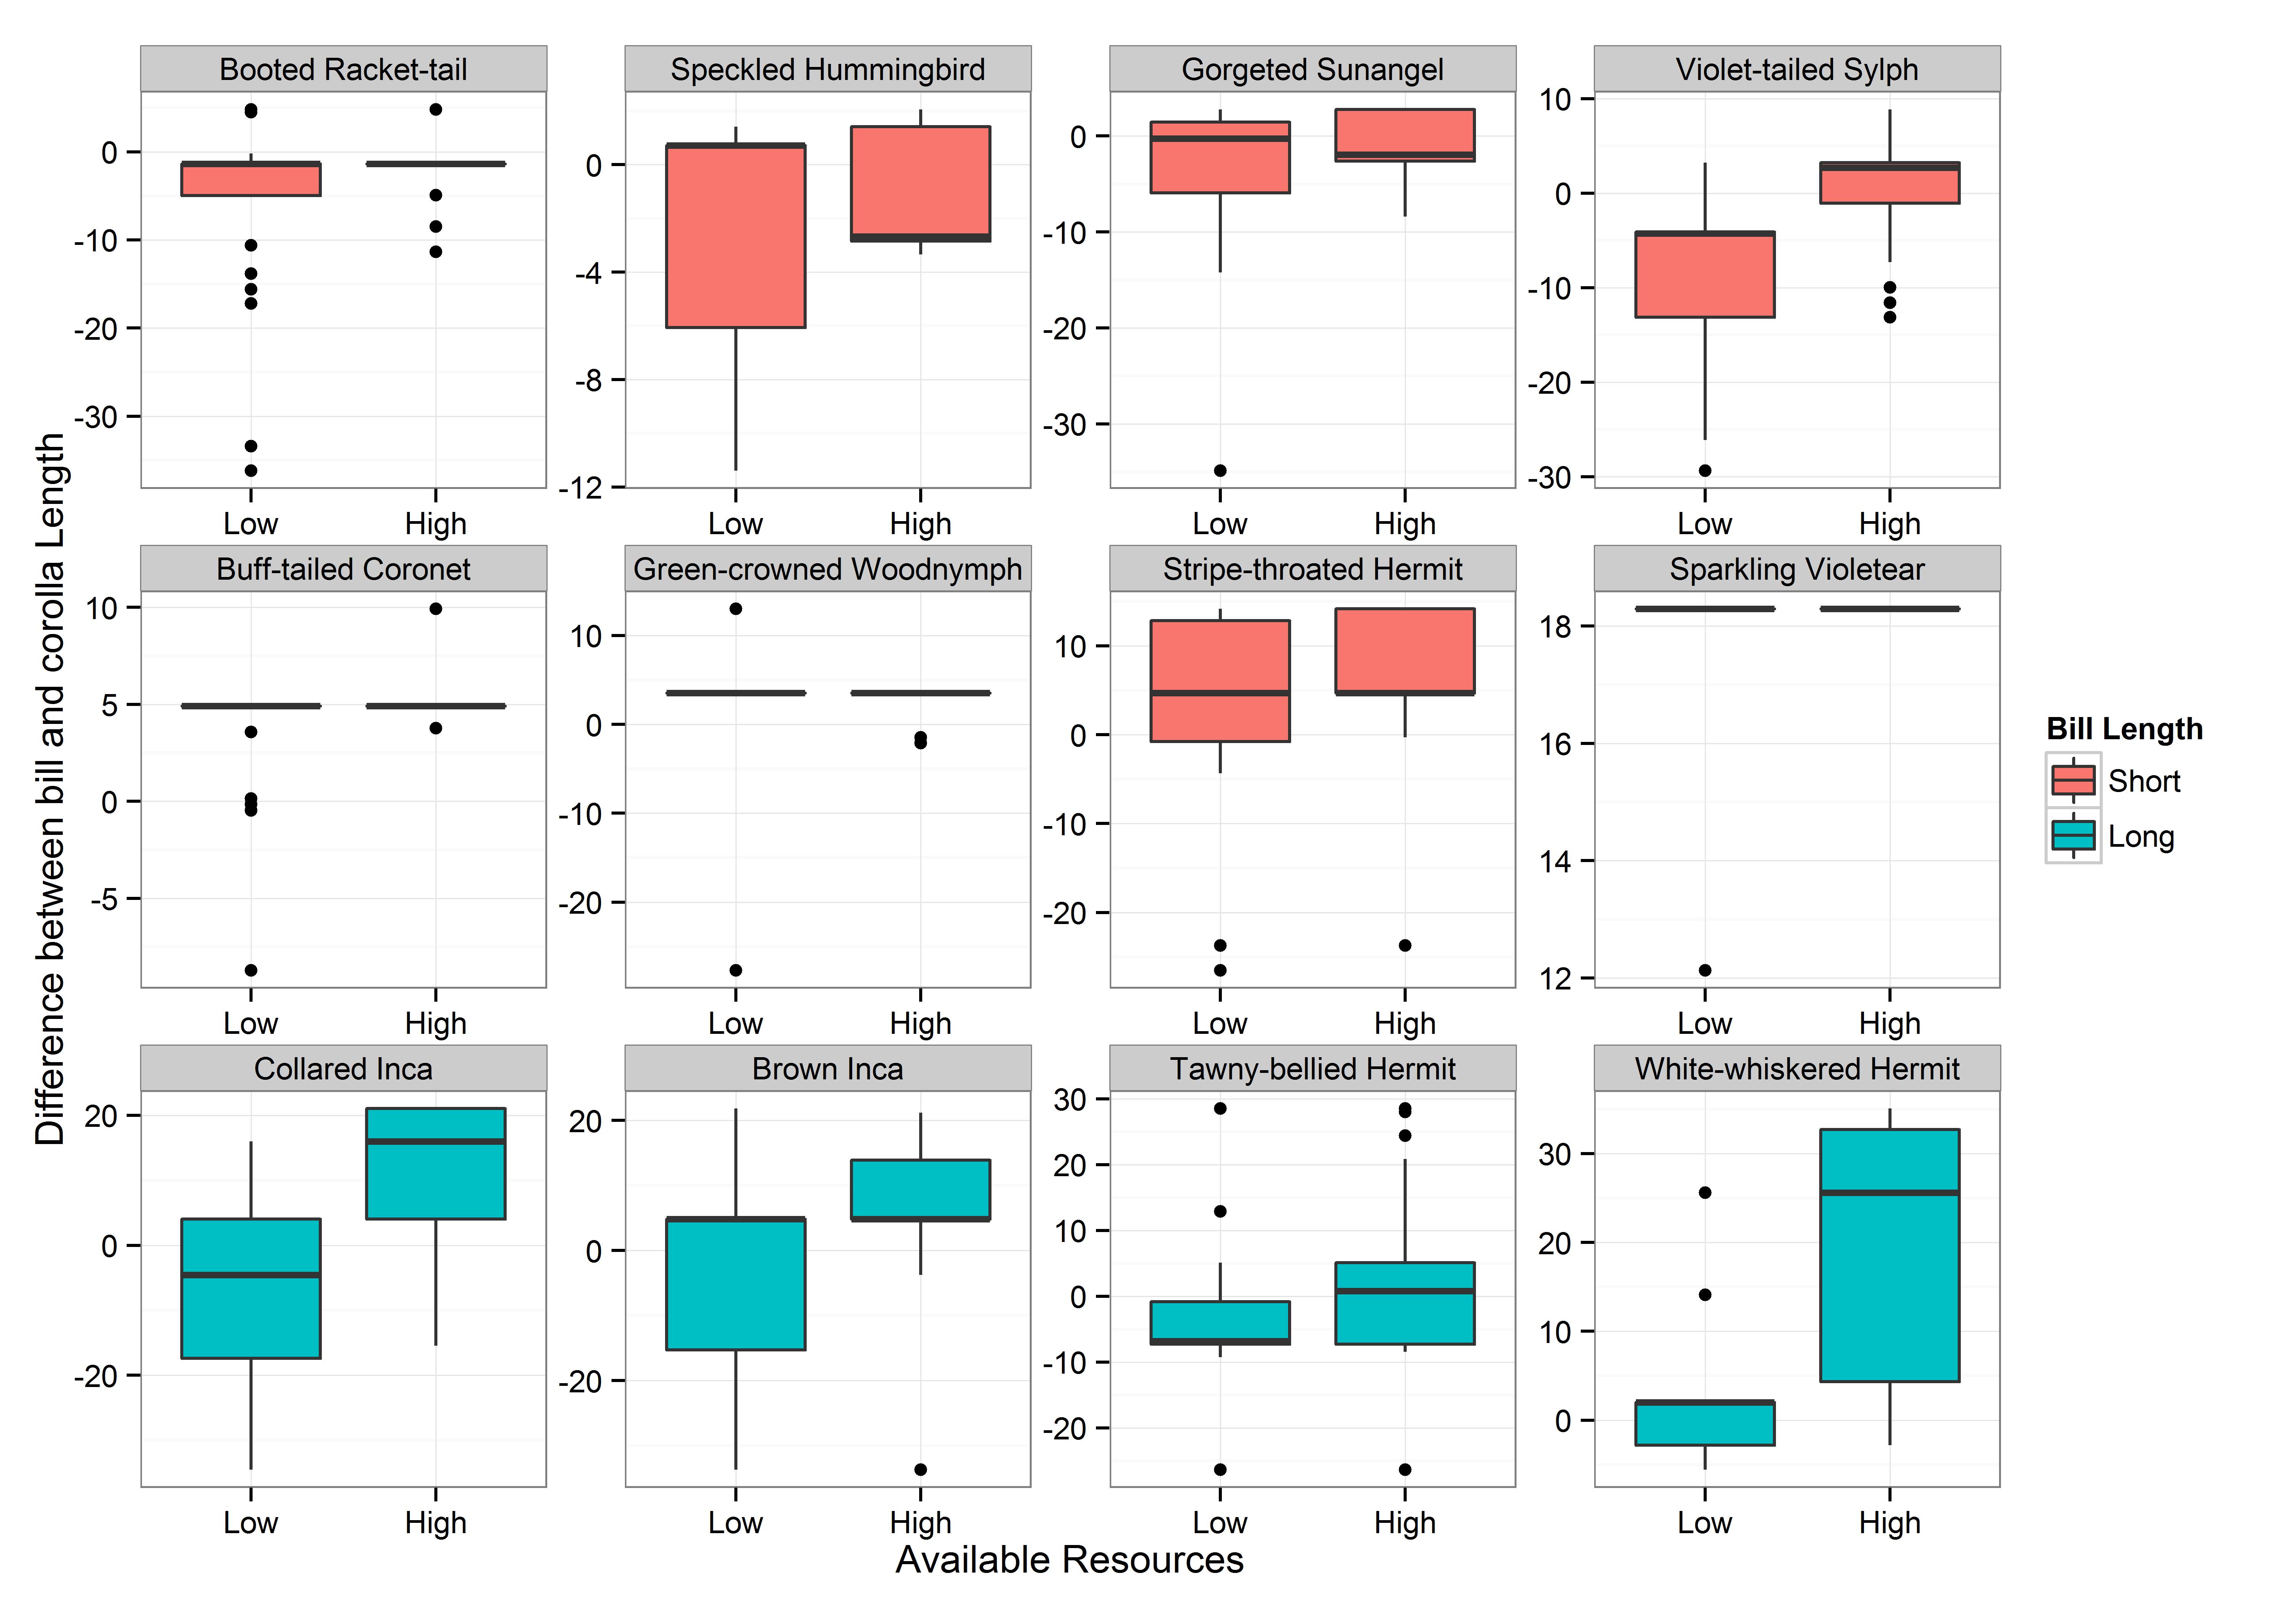 Difference between bill and corolla Length
Booted Racket-tail
0
-10
-20
-30
Low High
Speckled Hummingbird
0
-4
-8
-12
Low High
Gorgeted Sunangel
0
-10
-20
-30
Low High
Violet-tailed Sylph
10
0
-10
-20
-30
Low High
Buff-tailed Coronet
10
5
0
-5
Low High
Green-crowned Woodnymph
10
0
-10
-20
Low High
Stripe-throated Hermit
10
0
-10
-20
Low High
Sparkling Violetear
18
16
14
12
Low High
Collared Inca
20
0
-20
Low High
Brown Inca
20
0
-20
Low High
Tawny-bellied Hermit
30
20
10
0
-10
-20
Low High
White-whiskered Hermit
30
20
10
0
Low High
Available Resources
Bill Length
Short
Long